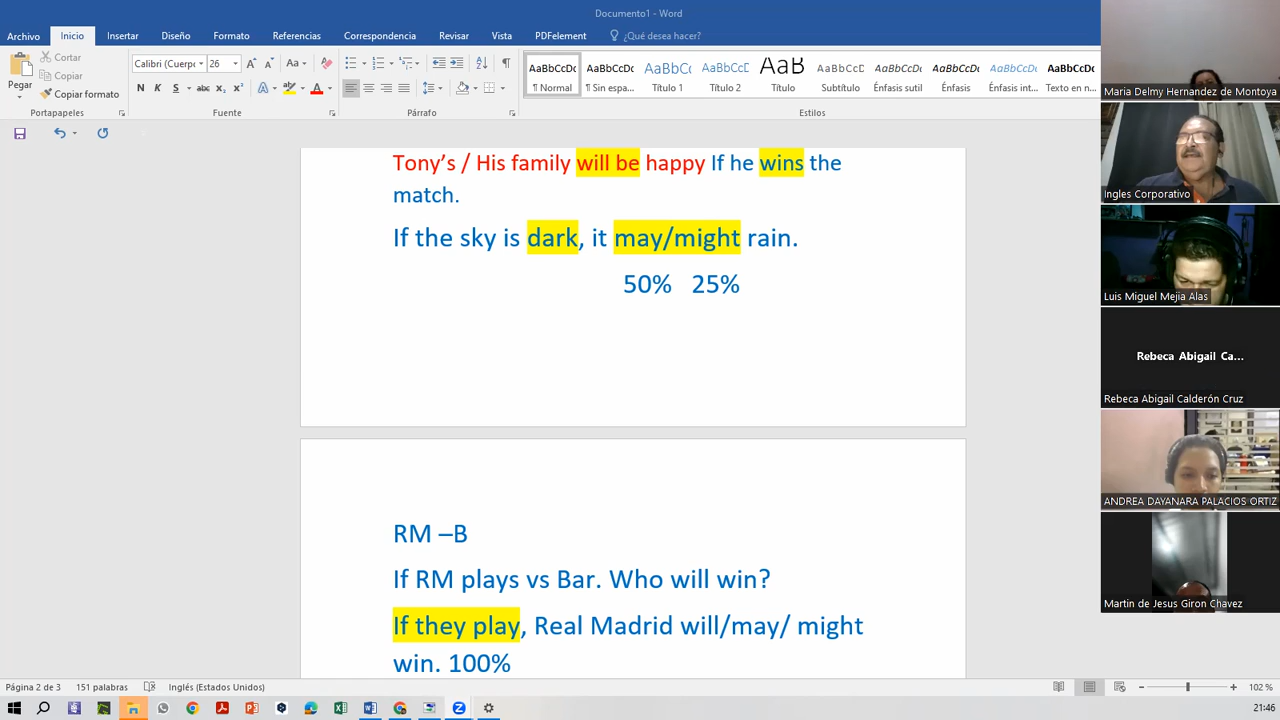 Documento1 - Word
Archivo Inicio Insertar Diseño Formato Referencias Correspondencia Revisar Vista PDFelement ¿Qué desea hacer?
Pegar
Cortar
Copiar
Copiar formato
Calibri (Cuerpo 26
N K S abc x₂ x²
AaBbCcDc AaBbCcDc AaBbCcDc AaBbCcD AaB AaBbCcDc AaBbCcDc AaBbCcDc AaBbCcDc AaBbCcDc
¶ Normal ¶ Sin espa... Título 1 Título 2 Título Subtítulo Énfasis sutil Énfasis Énfasis int... Texto en n...
Portapapeles Fuente Párrafo Estilos
Tony's / His family will be happy If he wins the
match.
If the sky is dark, it may/might rain.
50% 25%
RM –B
If RM plays vs Bar. Who will win?
If they play, Real Madrid will/may/ might
win. 100%
Maria Delmy Hernandez de Montoya
Ingles Corporativo
Luis Miguel Mejia Alas
Rebeca Abigail Ca...
Rebeca Abigail Calderón Cruz
ANDREA DAYANARA PALACIOS ORTIZ
Martin de Jesus Giron Chavez
Página 2 de 3 151 palabras Inglés (Estados Unidos) 102 %
21:46